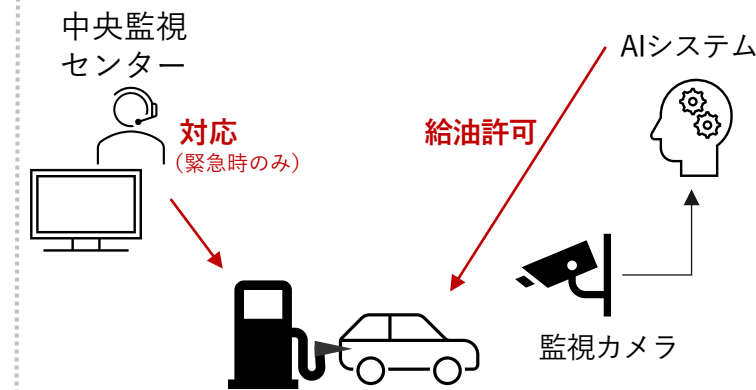 中央監視
センター
対応
（緊急時のみ）
給油許可
AIシステム
監視カメラ